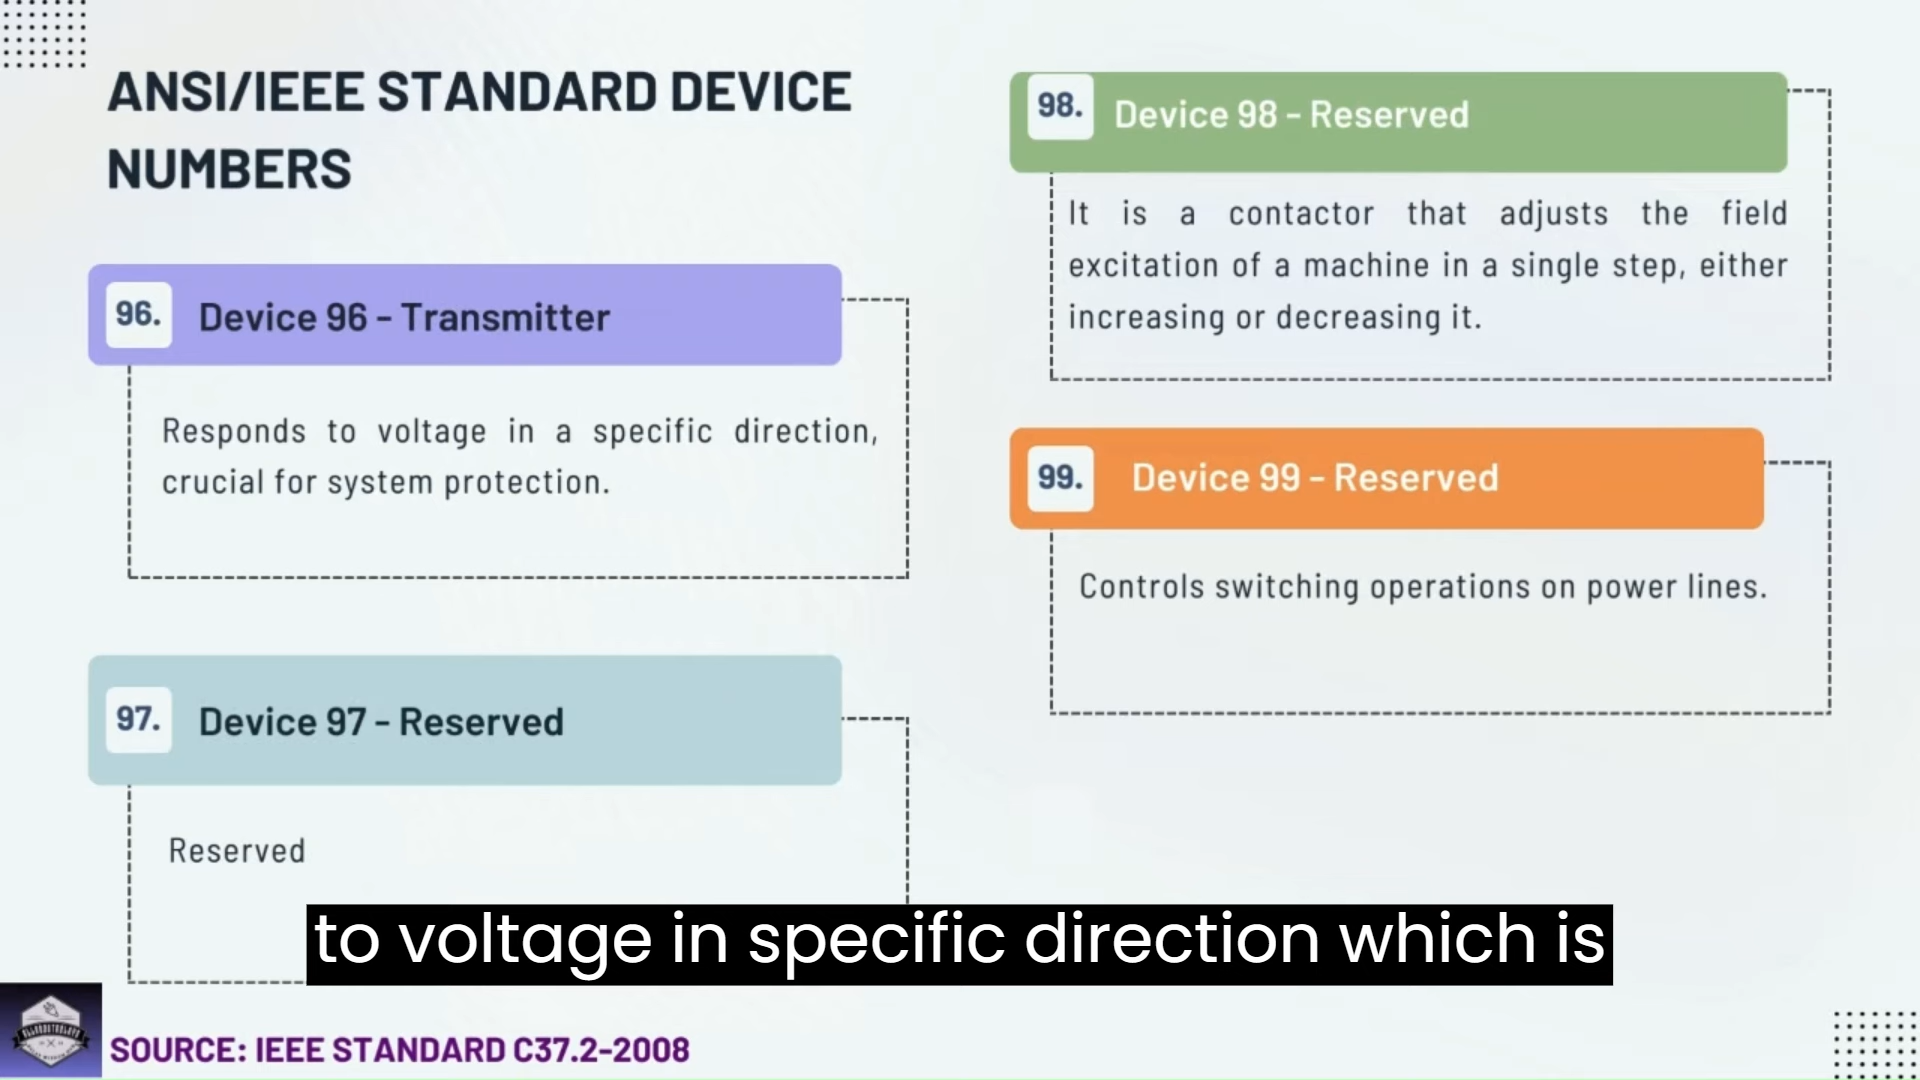 ANSI/IEEE STANDARD DEVICE
NUMBERS
96.
Device 96 - Transmitter
Responds to voltage in a specific direction,
crucial for system protection.
97.
Device 97 - Reserved
Reserved
98.
Device 98 - Reserved
It is a contactor that adjusts the field
excitation of a machine in a single step, either
increasing or decreasing it.
99.
Device 99 - Reserved
Controls switching operations on power lines.
to voltage in specific direction which is
SOURCE: IEEE STANDARD C37.2-2008